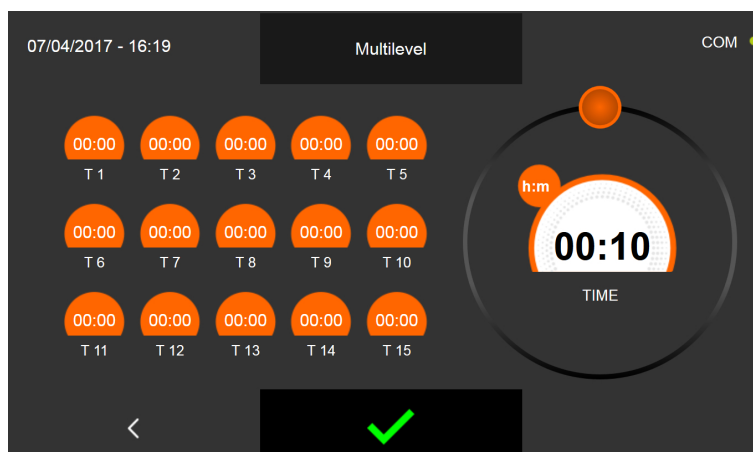 07/04/2017 - 16:19
Multilevel
COM
00:00 00:00 00:00 00:00 00:00
T 1 T 2 T 3 T 4 T 5
00:00 00:00 00:00 00:00 00:00
T 6 T 7 T 8 T 9 T 10
00:00 00:00 00:00 00:00 00:00
T 11 T 12 T 13 T 14 T 15
h:m
00:10
TIME